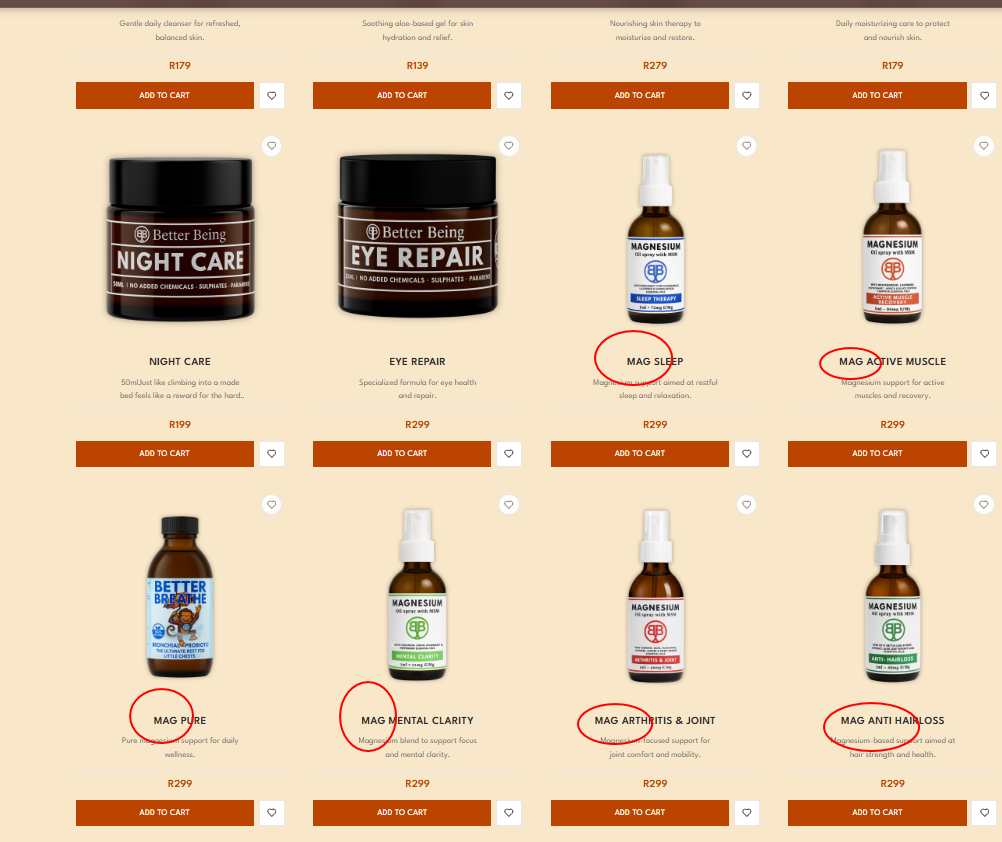 Gentle daily cleanser for refreshed,
balanced skin.
Soothing aloe-based gel for skin
hydration and relief.
Nourishing skin therapy to
moisturize and restore.
Daily moisturizing care to protect
and nourish skin.
R179
R139
R279
R179
ADD TO CART
ADD TO CART
ADD TO CART
ADD TO CART
Better Being
NIGHT CARE
50ML | NO ADDED CHEMICALS · SULPHATES · PARABENS
Better Being
EYE REPAIR
NO ADDED CHEMICALS · SULPHATES · PARABENS
MAGNESIUM
Oil spray with MSM
SLEEP THERAPY
MAGNESIUM
Oil spray with MSM
ACTIVE MUSCLE
RECOVERY
NIGHT CARE
EYE REPAIR
MAG SLEEP
MAG ACTIVE MUSCLE
50mlJust like climbing into a made
bed feels like a reward for the hard..
Specialized formula for eye health
and repair.
Magnesium support aimed at restful
sleep and relaxation.
Magnesium support for active
muscles and recovery.
R199
R299
R299
R299
ADD TO CART
ADD TO CART
ADD TO CART
ADD TO CART
BETTER
BREATHE
BRONCHIAL + PROBIOTIC
THE ULTIMATE REST FOR
LITTLE CHESTS
MAGNESIUM
Oil spray with MSM
MENTAL CLARITY
MAGNESIUM
Oil spray with MSM
ARTHRITIS & JOINT
MAGNESIUM
Oil spray with MSM
ANTI- HAIRLOSS
MAG PURE
MAG MENTAL CLARITY
MAG ARTHRITIS & JOINT
MAG ANTI HAIRLOSS
Pure magnesium support for daily
wellness.
Magnesium blend to support focus
and mental clarity.
Magnesium-focused support for
joint comfort and mobility.
Magnesium-based support aimed at
hair strength and health.
R299
R299
R299
R299
ADD TO CART
ADD TO CART
ADD TO CART
ADD TO CART